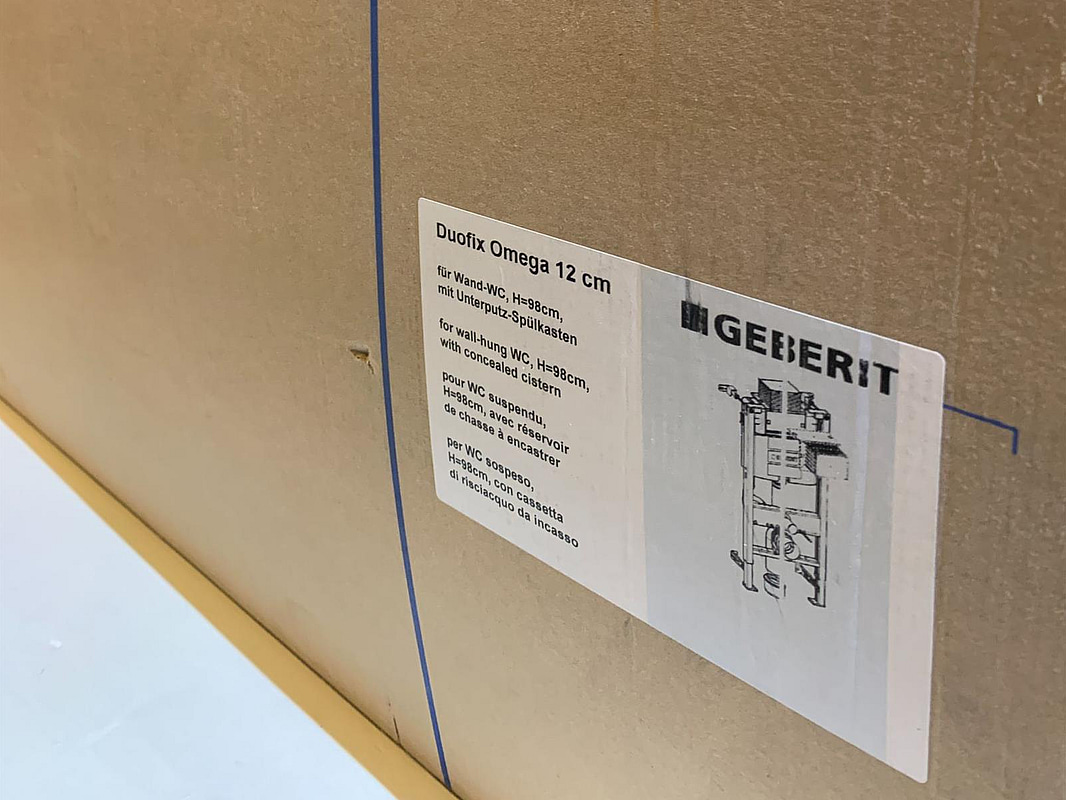 Duofix Omega 12 cm
für Wand-WC, H=98cm,
mit Unterputz-Spülkasten
for wall-hung WC, H=98cm,
with concealed cistern
pour WC suspendu,
H=98cm, avec réservoir
de chasse à encastrer
per WC sospeso,
H=98cm, con cassetta
di risciacquo da incasso
GEBERIT